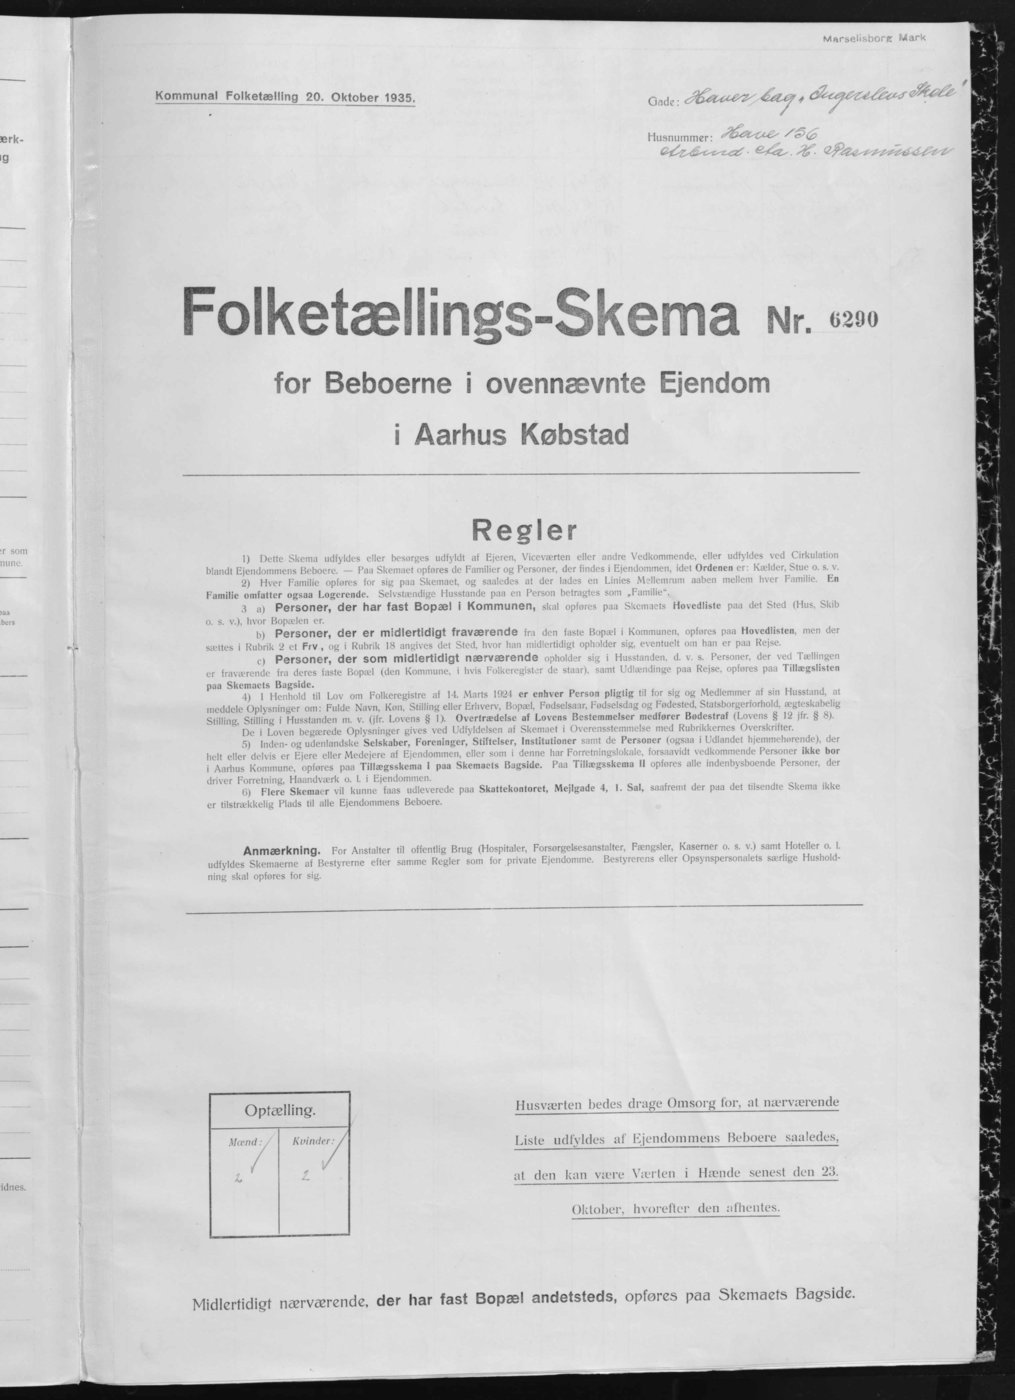 Marselisborg Mark
Kommunal Folketælling 20. Oktober 1935.
Gade: Haver bag „Ingerslevs Skole"
Husnummer: Have 156
Arbmd. Aa. H. Rasmussen
Folketællings-Skema Nr. 6290
for Beboerne i ovennævnte Ejendom
i Aarhus Købstad
Regler
1) Dette Skema udfyldes eller besørges udfyldt af Ejeren, Viceværten eller andre Vedkommende, eller udfyldes ved Cirkulation
blandt Ejendommens Beboere. — Paa Skemaet opføres de Familier og Personer, der findes i Ejendommen, idet Ordenen er: Kælder, Stue o. s. v.
2) Hver Familie opføres for sig paa Skemaet, og saaledes at der lades en Linies Mellemrum aaben mellem hver Familie. En
Familie omfatter ogsaa Logerende. Selvstændige Husstande paa en Person betragtes som „Familie“.
3 a) Personer, der har fast Bopæl i Kommunen, skal opføres paa Skemaets Hovedliste paa det Sted (Hus, Skib
o. s. v.), hvor Bopælen er.
b) Personer, der er midlertidigt fraværende fra den faste Bopæl i Kommunen, opføres paa Hovedlisten, men der
sættes i Rubrik 2 et Frv., og i Rubrik 18 angives det Sted, hvor han midlertidigt opholder sig, eventuelt om han er paa Rejse.
c) Personer, der som midlertidigt nærværende opholder sig i Husstanden, d. v. s. Personer, der ved Tællingen
er fraværende fra deres faste Bopæl (den Kommune, i hvis Folkeregister de staar), samt Udlændinge paa Rejse, opføres paa Tillægslisten
paa Skemaets Bagside.
4) I Henhold til Lov om Folkeregistre af 14. Marts 1924 er enhver Person pligtig til for sig og Medlemmer af sin Husstand, at
meddele Oplysninger om: Fulde Navn, Køn, Stilling eller Erhverv, Bopæl, Fødselsaar, Fødselsdag og Fødested, Statsborgerforhold, ægteskabelig
Stilling, Stilling i Husstanden m. v. (jfr. Lovens § 1). Overtrædelse af Lovens Bestemmelser medfører Bødestraf (Lovens § 12 jfr. § 8).
De i Loven begærede Oplysninger gives ved Udfyldelsen af Skemaet i Overensstemmelse med Rubrikkernes Overskrifter.
5) Inden- og udenlandske Selskaber, Foreninger, Stiftelser, Institutioner samt de Personer (ogsaa i Udlandet hjemmehørende), der
helt eller delvis er Ejere eller Medejere af Ejendommen, eller som i denne har Forretningslokale, forsaavidt vedkommende Personer ikke bor
i Aarhus Kommune, opføres paa Tillægsskema I paa Skemaets Bagside. Paa Tillægsskema II opføres alle indenbysboende Personer, der
driver Forretning, Haandværk o. l. i Ejendommen.
6) Flere Skemaer vil kunne faas udleverede paa Skattekontoret, Mejlgade 4, 1. Sal, saafremt der paa det tilsendte Skema ikke
er tilstrækkelig Plads til alle Ejendommens Beboere.
Anmærkning. For Anstalter til offentlig Brug (Hospitaler, Forsørgelsesanstalter, Fængsler, Kaserner o. s. v.) samt Hoteller o. l.
udfyldes Skemaerne af Bestyrerne efter samme Regler som for private Ejendomme. Bestyrerens eller Opsynspersonalets særlige Hushold-
ning skal opføres for sig.
Optælling.
Mænd: Kvinder:
2 2
Husværten bedes drage Omsorg for, at nærværende
Liste udfyldes af Ejendommens Beboere saaledes,
at den kan være Værten i Hænde senest den 23.
Oktober, hvorefter den afhentes.
Midlertidigt nærværende, der har fast Bopæl andetsteds, opføres paa Skemaets Bagside.